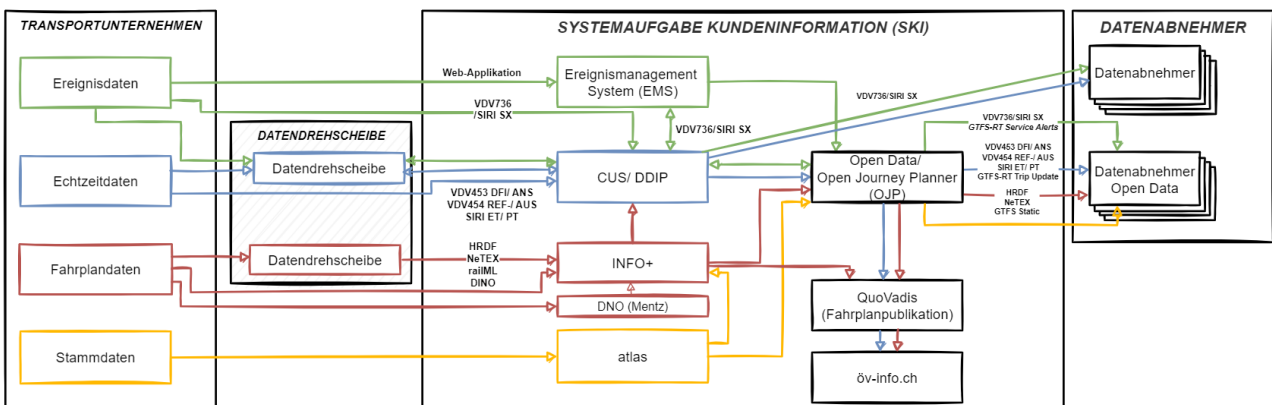 TRANSPORTUNTERNEHMEN
SYSTEMAUFGABE KUNDENINFORMATION (SKI)
DATENABNEHMER
Ereignisdaten
Web-Applikation
VDV736
/SIRI SX
Ereignismanagement
System (EMS)
VDV736/SIRI SX
VDV736/SIRI SX
Datenabnehmer
DATENDREHSCHEIBE
Datendrehscheibe
Echtzeitdaten
VDV453 DFI/ ANS
VDV454 REF-/ AUS
SIRI ET/ PT
CUS/ DDIP
Open Data/
Open Journey Planner
(OJP)
VDV736/SIRI SX
GTFS-RT Service Alerts
VDV453 DFI/ ANS
VDV454 REF-/ AUS
SIRI ET/ PT
GTFS-RT Trip Update
HRDF
NeTEX
GTFS Static
Datenabnehmer
Open Data
Fahrplandaten
Datendrehscheibe
HRDF
NeTEX
railML
DINO
INFO+
DNO (Mentz)
QuoVadis
(Fahrplanpublikation)
Stammdaten
atlas
öv-info.ch